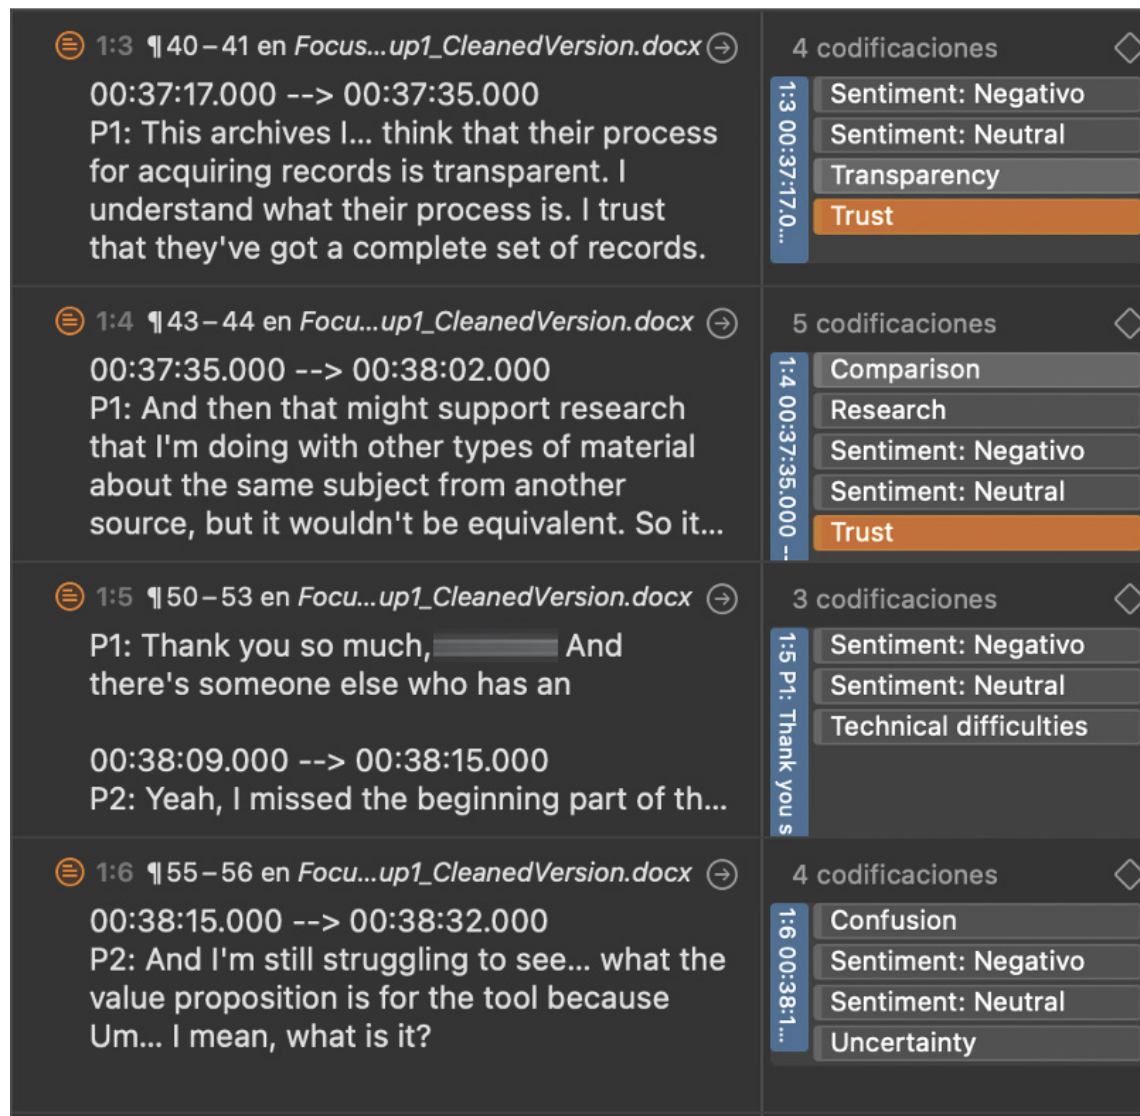 1:3 ¶ 40 – 41 en Focus...up1_CleanedVersion.docx
4 codificaciones
00:37:17.000 --> 00:37:35.000
P1: This archives I... think that their process
for acquiring records is transparent. I
understand what their process is. I trust
that they've got a complete set of records.
1:3 00:37:17.0...
Sentiment: Negativo
Sentiment: Neutral
Transparency
Trust
1:4 ¶ 43 – 44 en Focu...up1_CleanedVersion.docx
5 codificaciones
00:37:35.000 --> 00:38:02.000
P1: And then that might support research
that I'm doing with other types of material
about the same subject from another
source, but it wouldn't be equivalent. So it...
1:4 00:37:35.000 --
Comparison
Research
Sentiment: Negativo
Sentiment: Neutral
Trust
1:5 ¶ 50 – 53 en Focu...up1_CleanedVersion.docx
3 codificaciones
P1: Thank you so much, And
there's someone else who has an
00:38:09.000 --> 00:38:15.000
P2: Yeah, I missed the beginning part of th...
1:5 P1: Thank you s
Sentiment: Negativo
Sentiment: Neutral
Technical difficulties
1:6 ¶ 55 – 56 en Focu...up1_CleanedVersion.docx
4 codificaciones
00:38:15.000 --> 00:38:32.000
P2: And I'm still struggling to see... what the
value proposition is for the tool because
Um... I mean, what is it?
1:6 00:38:1...
Confusion
Sentiment: Negativo
Sentiment: Neutral
Uncertainty